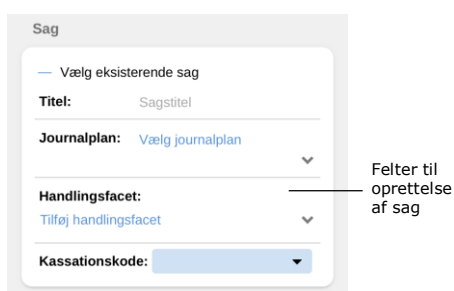 Sag
Vælg eksisterende sag
Titel: Sagstitel
Journalplan: Vælg journalplan
Handlingsfacet:
Tilføj handlingsfacet
Kassationskode:
Felter til
oprettelse
af sag